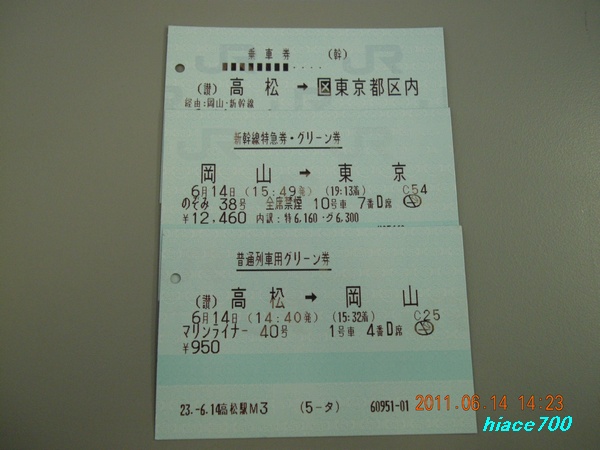 乗車券 (幹)
(讃) 高松 → 区東京都区内
経由:岡山・新幹線
新幹線特急券・グリーン券
岡山 → 東京
6月14日 (15:49発) (19:13着) C54
のぞみ 38号 全席禁煙 10号車 7番D席
¥12,460 内訳:特6,160・グ6,300
普通列車用グリーン券
(讃) 高松 → 岡山
6月14日 (14:40発) (15:32着) C25
マリンライナー 40号 1号車 4番D席
¥950
23.-6.14高松駅M3 (5-タ) 60951-01
2011.06.14 14:23
hiace700